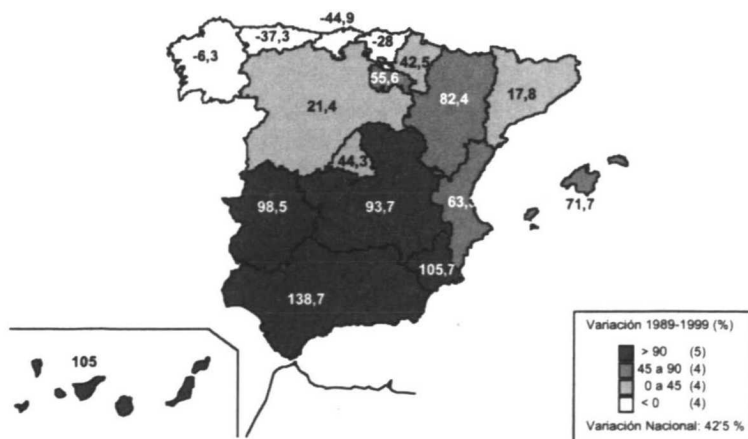 -44,9
-37,3
-28
-6,3
42,5
55,6
82,4
17,8
21,4
44,3
98,5
93,7
63,3
71,7
105,7
138,7
105
Variación 1989-1999 (%)
> 90 (5)
45 a 90 (4)
0 a 45 (4)
< 0 (4)
Variación Nacional: 42'5 %